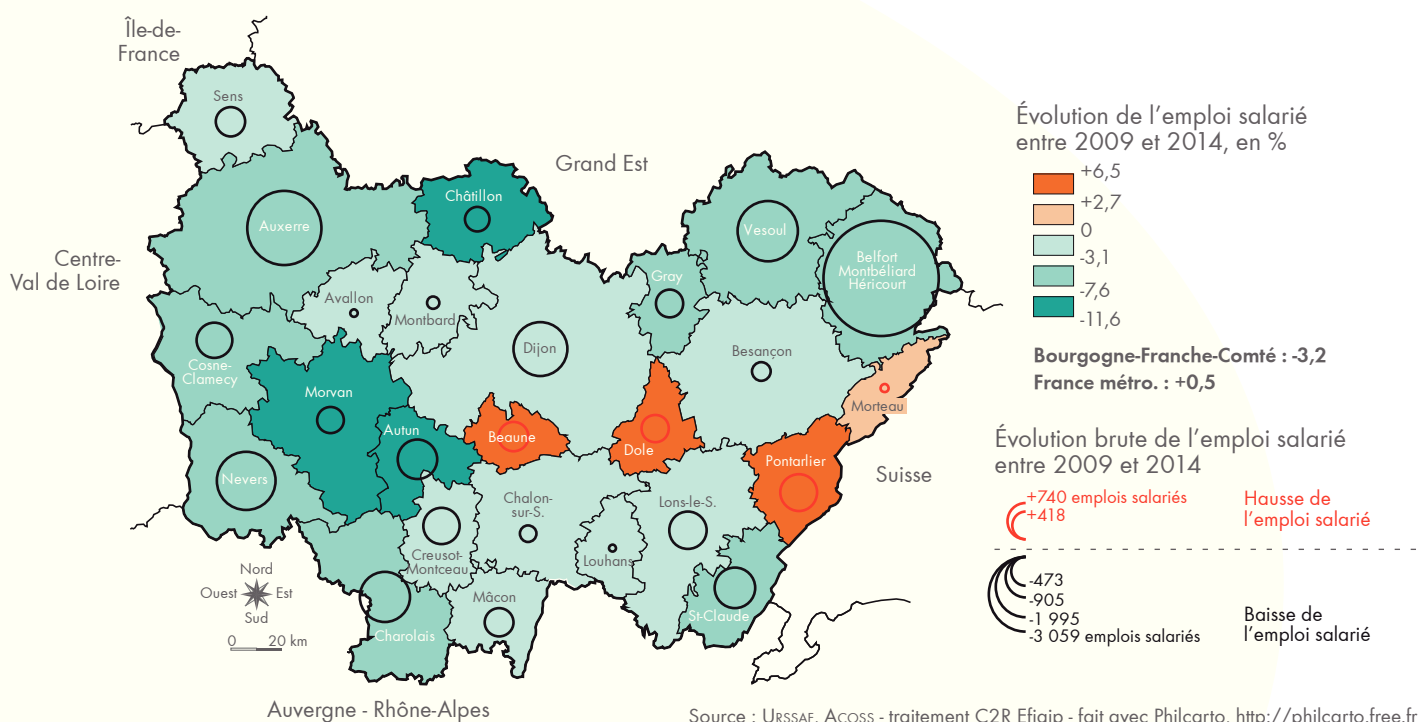 Île-de-
France
Sens
Grand Est
Châtillon
Auxerre
Vesoul
Centre-
Val de Loire
Belfort
Montbéliard
Héricourt
Gray
Avallon
Montbard
Dijon
Besançon
Cosne-
Clamecy
Morvan
Morteau
Autun
Beaune
Dole
Pontarlier
Suisse
Nevers
Chalon-
sur-S.
Lons-le-S.
Creusot-
Montceau
Louhans
Mâcon
St-Claude
Charolais
Nord
Ouest Est
Sud
0 20 km
Auvergne - Rhône-Alpes
Évolution de l'emploi salarié
entre 2009 et 2014, en %
+6,5
+2,7
0
-3,1
-7,6
-11,6
Bourgogne-Franche-Comté : -3,2
France métro. : +0,5
Évolution brute de l'emploi salarié
entre 2009 et 2014
+740 emplois salariés
+418
Hausse de
l'emploi salarié
-473
-905
-1 995
-3 059 emplois salariés
Baisse de
l'emploi salarié
Source : URSSAF, ACOSS - traitement C2R Efigip - fait avec Philcarto, http://philcarto.free.fr